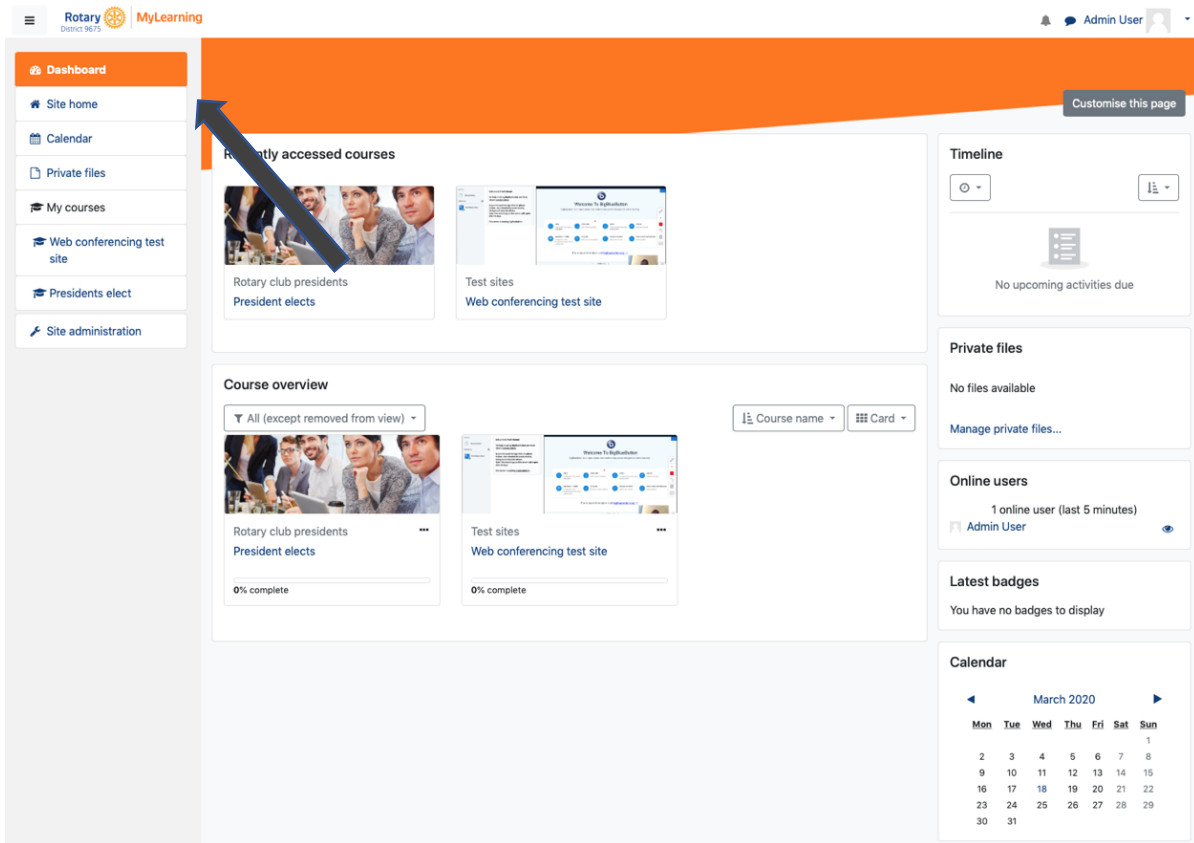 Rotary
District 9675
MyLearning
Admin User
Dashboard
Site home
Calendar
Private files
My courses
Web conferencing test
site
Presidents elect
Site administration
Customise this page
accessed courses
Rotary club presidents
President elects
Test sites
Web conferencing test site
Course overview
All (except removed from view)
Course name
Card
Rotary club presidents
President elects
0% complete
Test sites
Web conferencing test site
0% complete
Timeline
No upcoming activities due
Private files
No files available
Manage private files...
Online users
1 online user (last 5 minutes)
Admin User
Latest badges
You have no badges to display
Calendar
◄ March 2020 ►
Mon Tue Wed Thu Fri Sat Sun
1
2 3 4 5 6 7 8
9 10 11 12 13 14 15
16 17 18 19 20 21 22
23 24 25 26 27 28 29
30 31